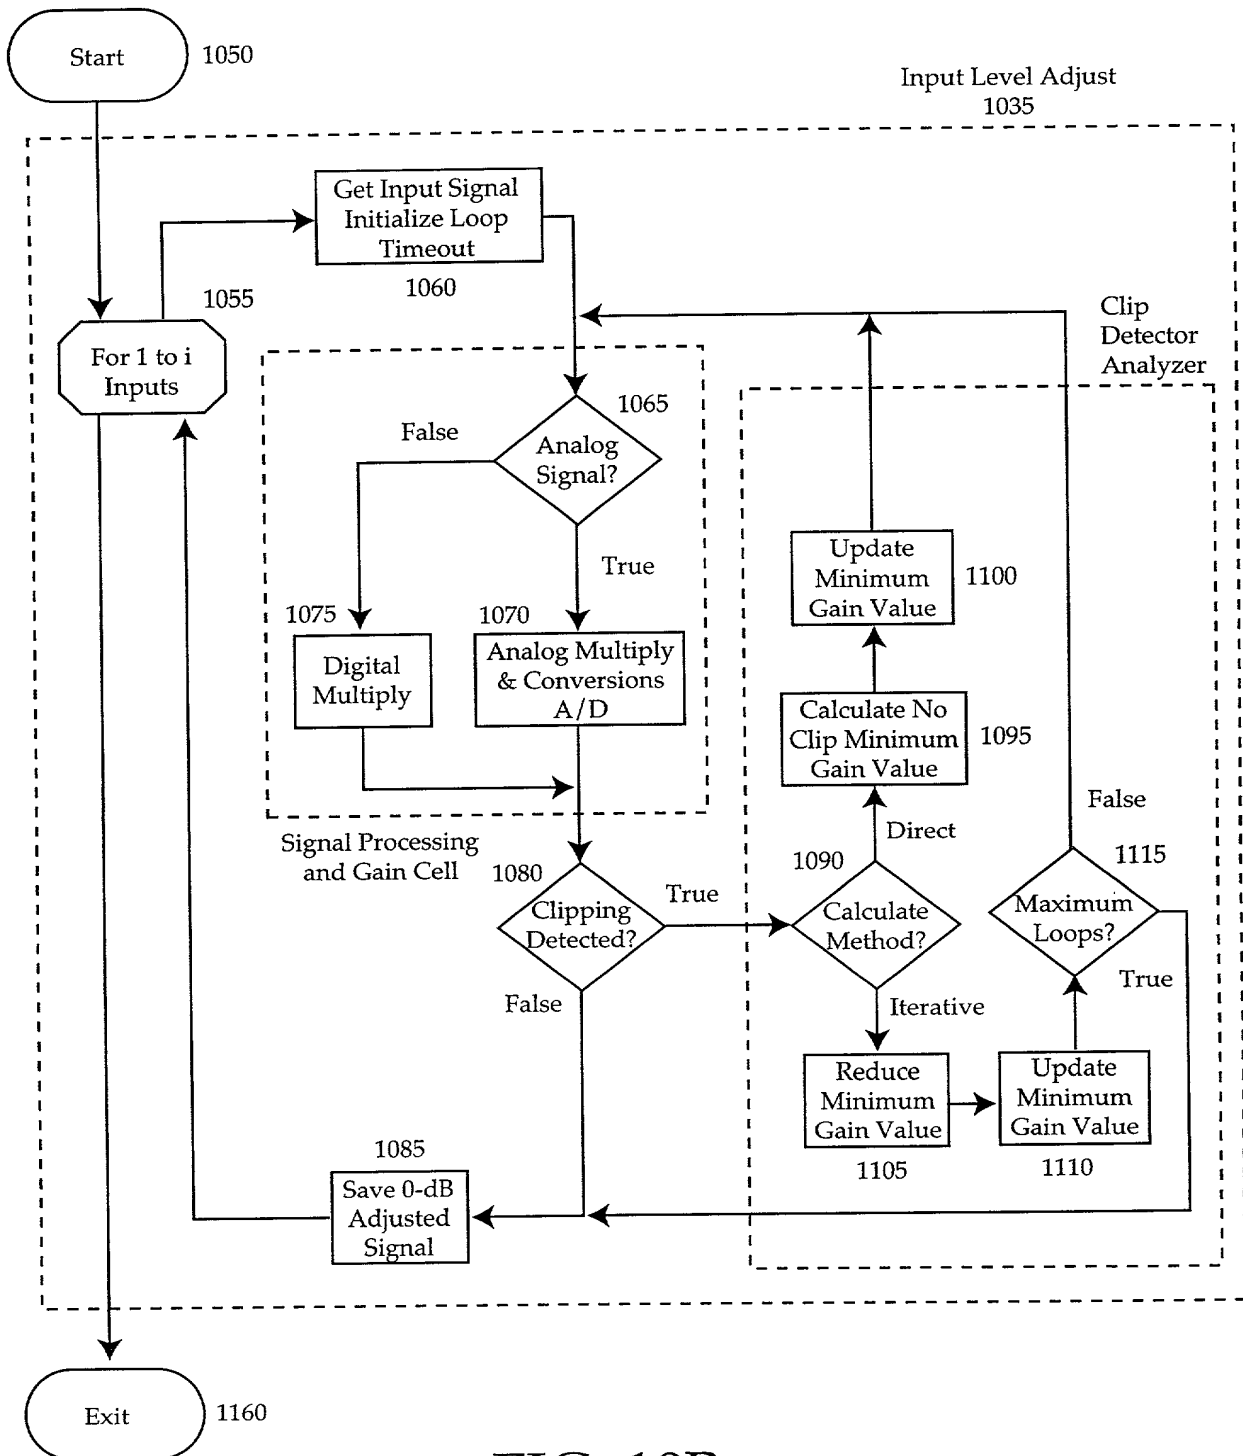 Start
1050
Input Level Adjust
1035
Get Input Signal
Initialize Loop
Timeout
1060
1055
For 1 to i
Inputs
Clip
Detector
Analyzer
1065
Analog
Signal?
False
True
1075
Digital
Multiply
1070
Analog Multiply
& Conversions
A/D
Signal Processing
and Gain Cell
Update
Minimum
Gain Value
1100
Calculate No
Clip Minimum
Gain Value
1095
Direct
False
1080
Clipping
Detected?
True
1090
Calculate
Method?
1115
Maximum
Loops?
True
False
Iterative
Reduce
Minimum
Gain Value
1105
Update
Minimum
Gain Value
1110
1085
Save 0-dB
Adjusted
Signal
Exit
1160